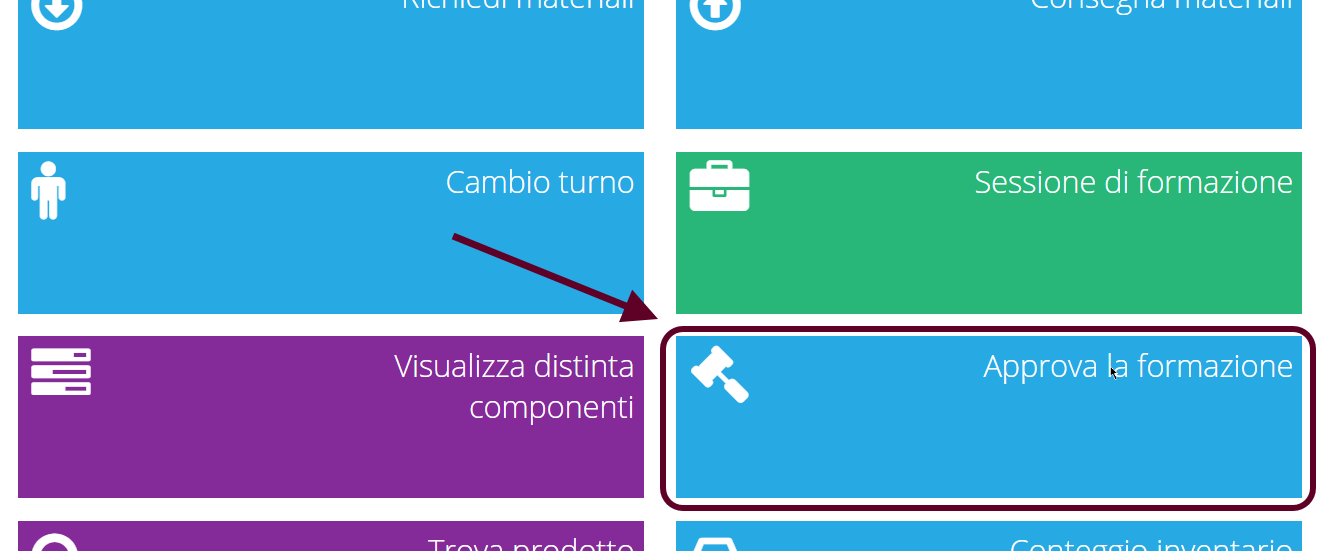 Richiedi materiali
Consegna materiali
Cambio turno
Sessione di formazione
Visualizza distinta
componenti
Approva la formazione
Trova prodotto
Conteggio inventario